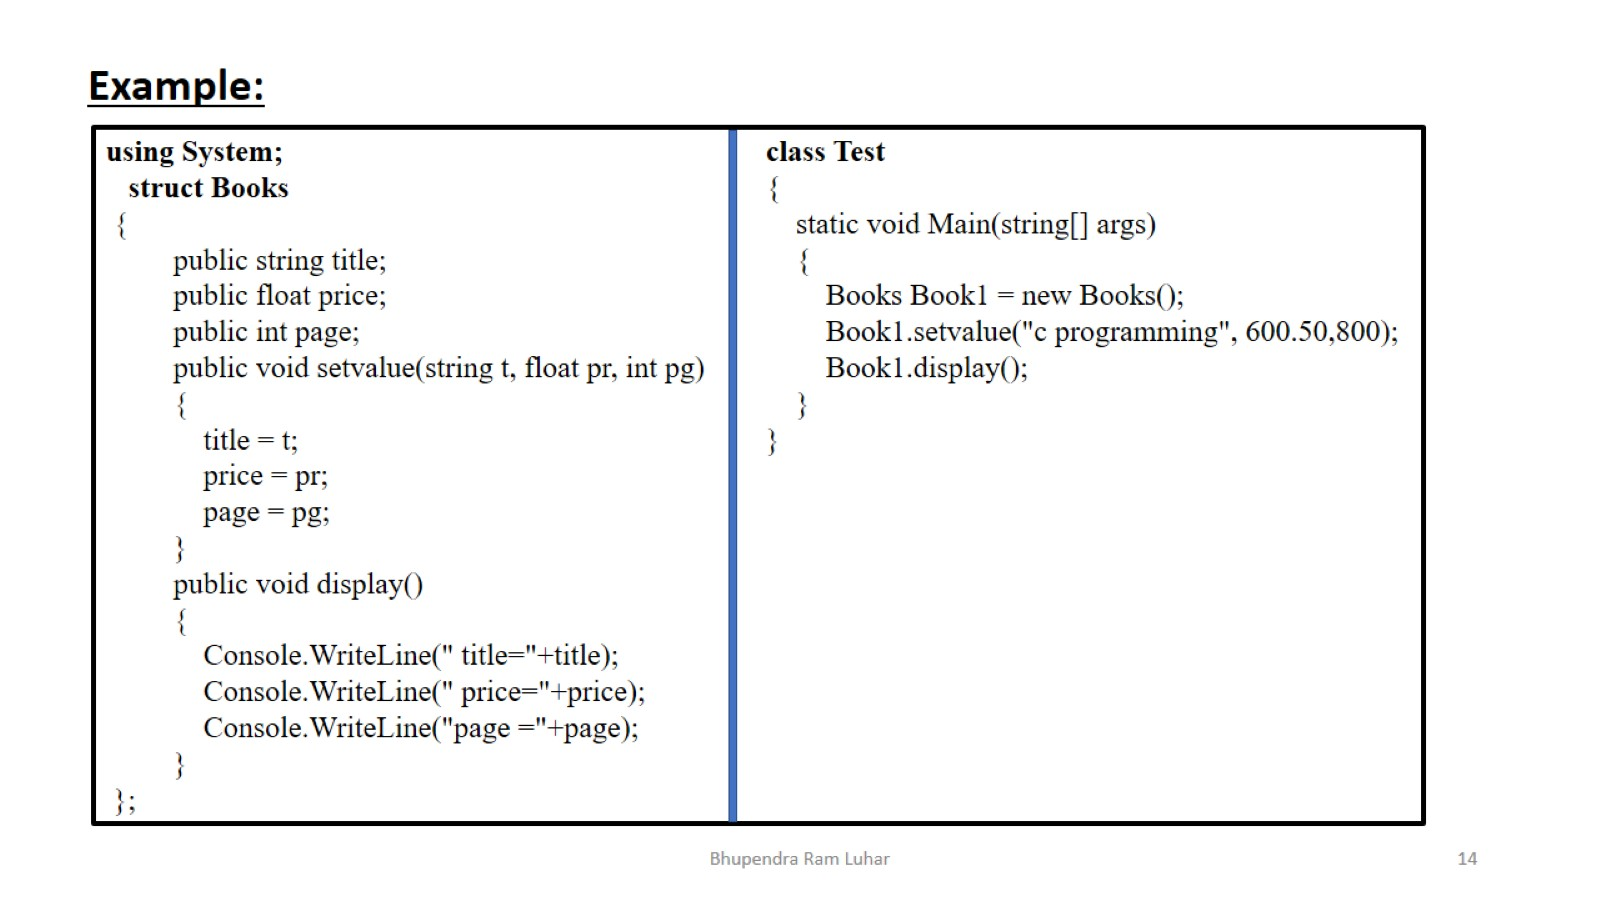 Example:
using System;
struct Books
{
public string title;
public float price;
public int page;
public void setvalue(string t, float pr, int pg)
{
title = t;
price = pr;
page = pg;
}
public void display()
{
Console.WriteLine(" title="+title);
Console.WriteLine(" price="+price);
Console.WriteLine("page ="+page);
}
};
class Test
{
static void Main(string[] args)
{
Books Book1 = new Books();
Book1.setvalue("c programming", 600.50,800);
Book1.display();
}
}
Bhupendra Ram Luhar
14